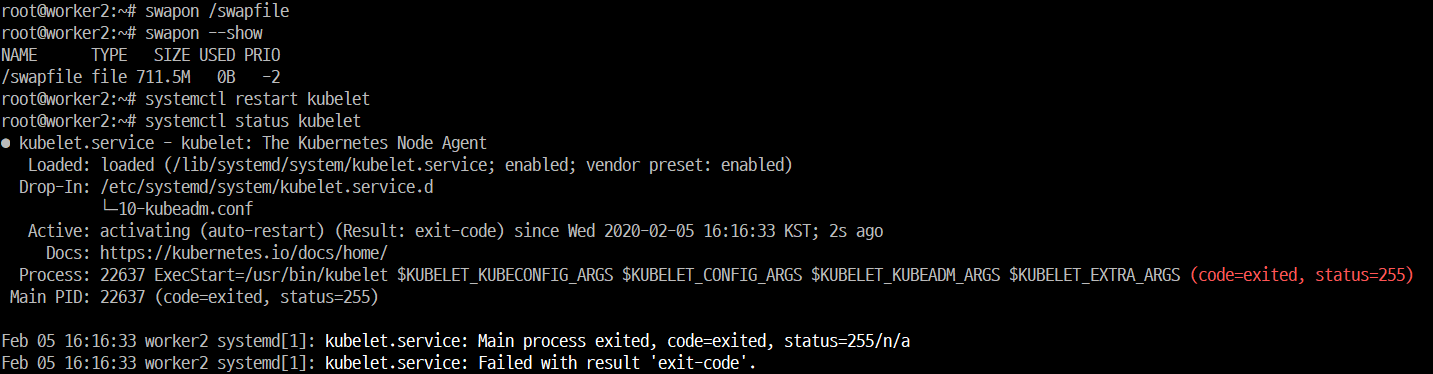 root@worker2:~# swapon /swapfile
root@worker2:~# swapon --show
NAME      TYPE   SIZE USED PRIO
/swapfile file 711.5M   0B   -2
root@worker2:~# systemctl restart kubelet
root@worker2:~# systemctl status kubelet
● kubelet.service - kubelet: The Kubernetes Node Agent
   Loaded: loaded (/lib/systemd/system/kubelet.service; enabled; vendor preset: enabled)
  Drop-In: /etc/systemd/system/kubelet.service.d
           └─10-kubeadm.conf
   Active: activating (auto-restart) (Result: exit-code) since Wed 2020-02-05 16:16:33 KST; 2s ago
     Docs: https://kubernetes.io/docs/home/
  Process: 22637 ExecStart=/usr/bin/kubelet $KUBELET_KUBECONFIG_ARGS $KUBELET_CONFIG_ARGS $KUBELET_KUBEADM_ARGS $KUBELET_EXTRA_ARGS (code=exited, status=255)
 Main PID: 22637 (code=exited, status=255)

Feb 05 16:16:33 worker2 systemd[1]: kubelet.service: Main process exited, code=exited, status=255/n/a
Feb 05 16:16:33 worker2 systemd[1]: kubelet.service: Failed with result 'exit-code'.